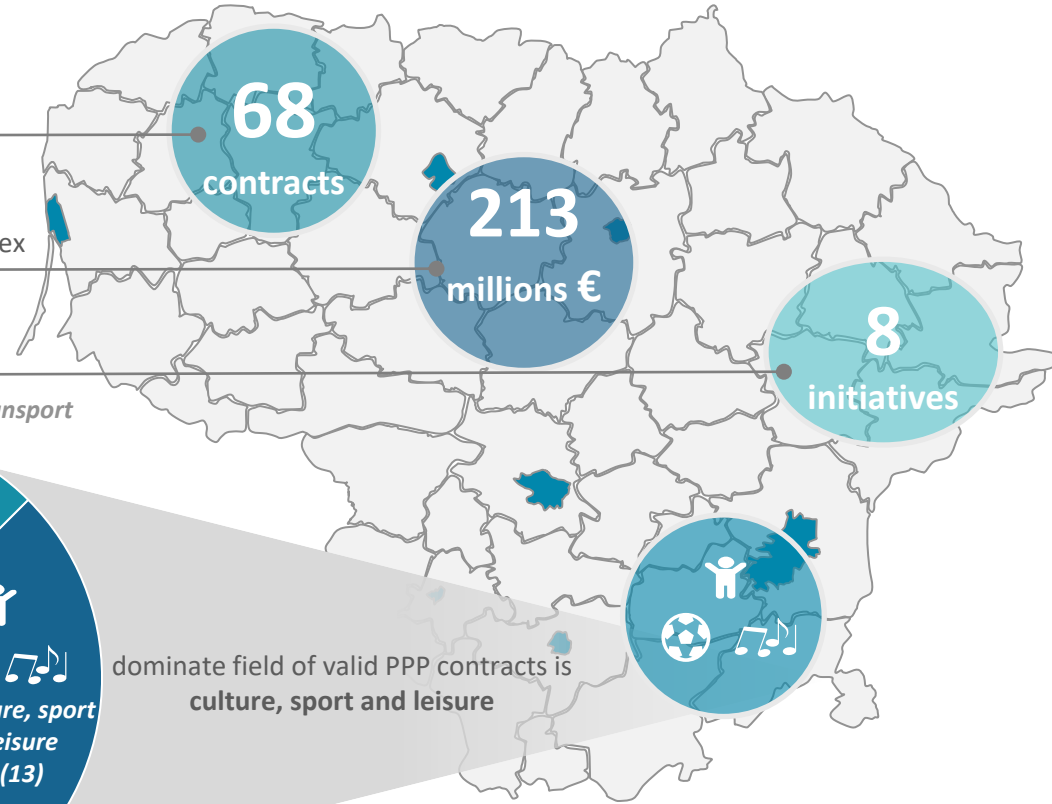 68
contracts
213
millions €
ex
8
initiatives
nsport
dominate field of valid PPP contracts is
culture, sport and leisure
re, sport
eisure
(13)